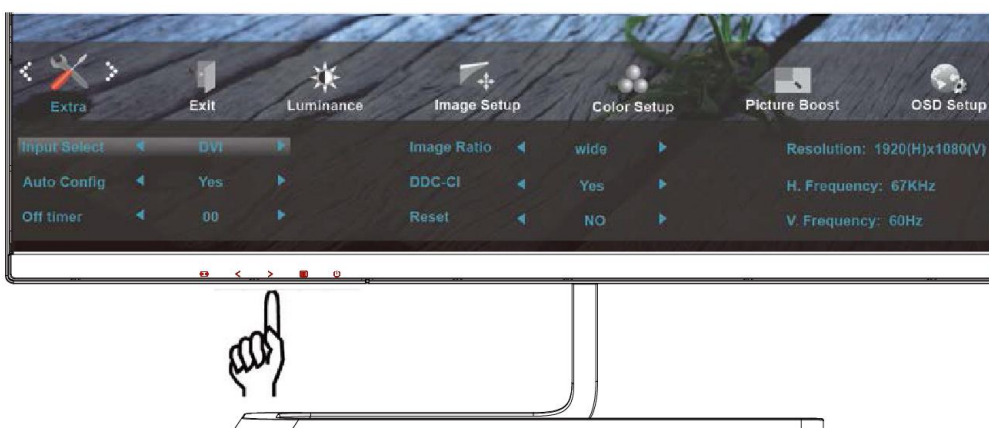 Extra Exit Luminance Image Setup Color Setup Picture Boost OSD Setup
Input Select DVI Image Ratio wide Resolution: 1920(H)x1080(V)
Auto Config Yes DDC-CI Yes H. Frequency: 67KHz
Off timer 00 Reset NO V. Frequency: 60Hz